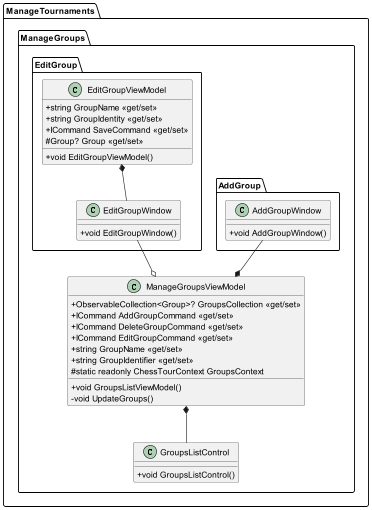 ManageTournaments
ManageGroups
EditGroup
C EditGroupViewModel
+string GroupName «get/set»
+string GroupIdentity «get/set»
+ICommand SaveCommand «get/set»
#Group? Group «get/set»
+void EditGroupViewModel()
C EditGroupWindow
+void EditGroupWindow()
AddGroup
C AddGroupWindow
+void AddGroupWindow()
C ManageGroupsViewModel
+ObservableCollection<Group>? GroupsCollection «get/set»
+ICommand AddGroupCommand «get/set»
+ICommand DeleteGroupCommand «get/set»
+ICommand EditGroupCommand «get/set»
+string GroupName «get/set»
+string GroupIdentifier «get/set»
#static readonly ChessTourContext GroupsContext
+void GroupsListViewModel()
-void UpdateGroups()
C GroupsListControl
+void GroupsListControl()